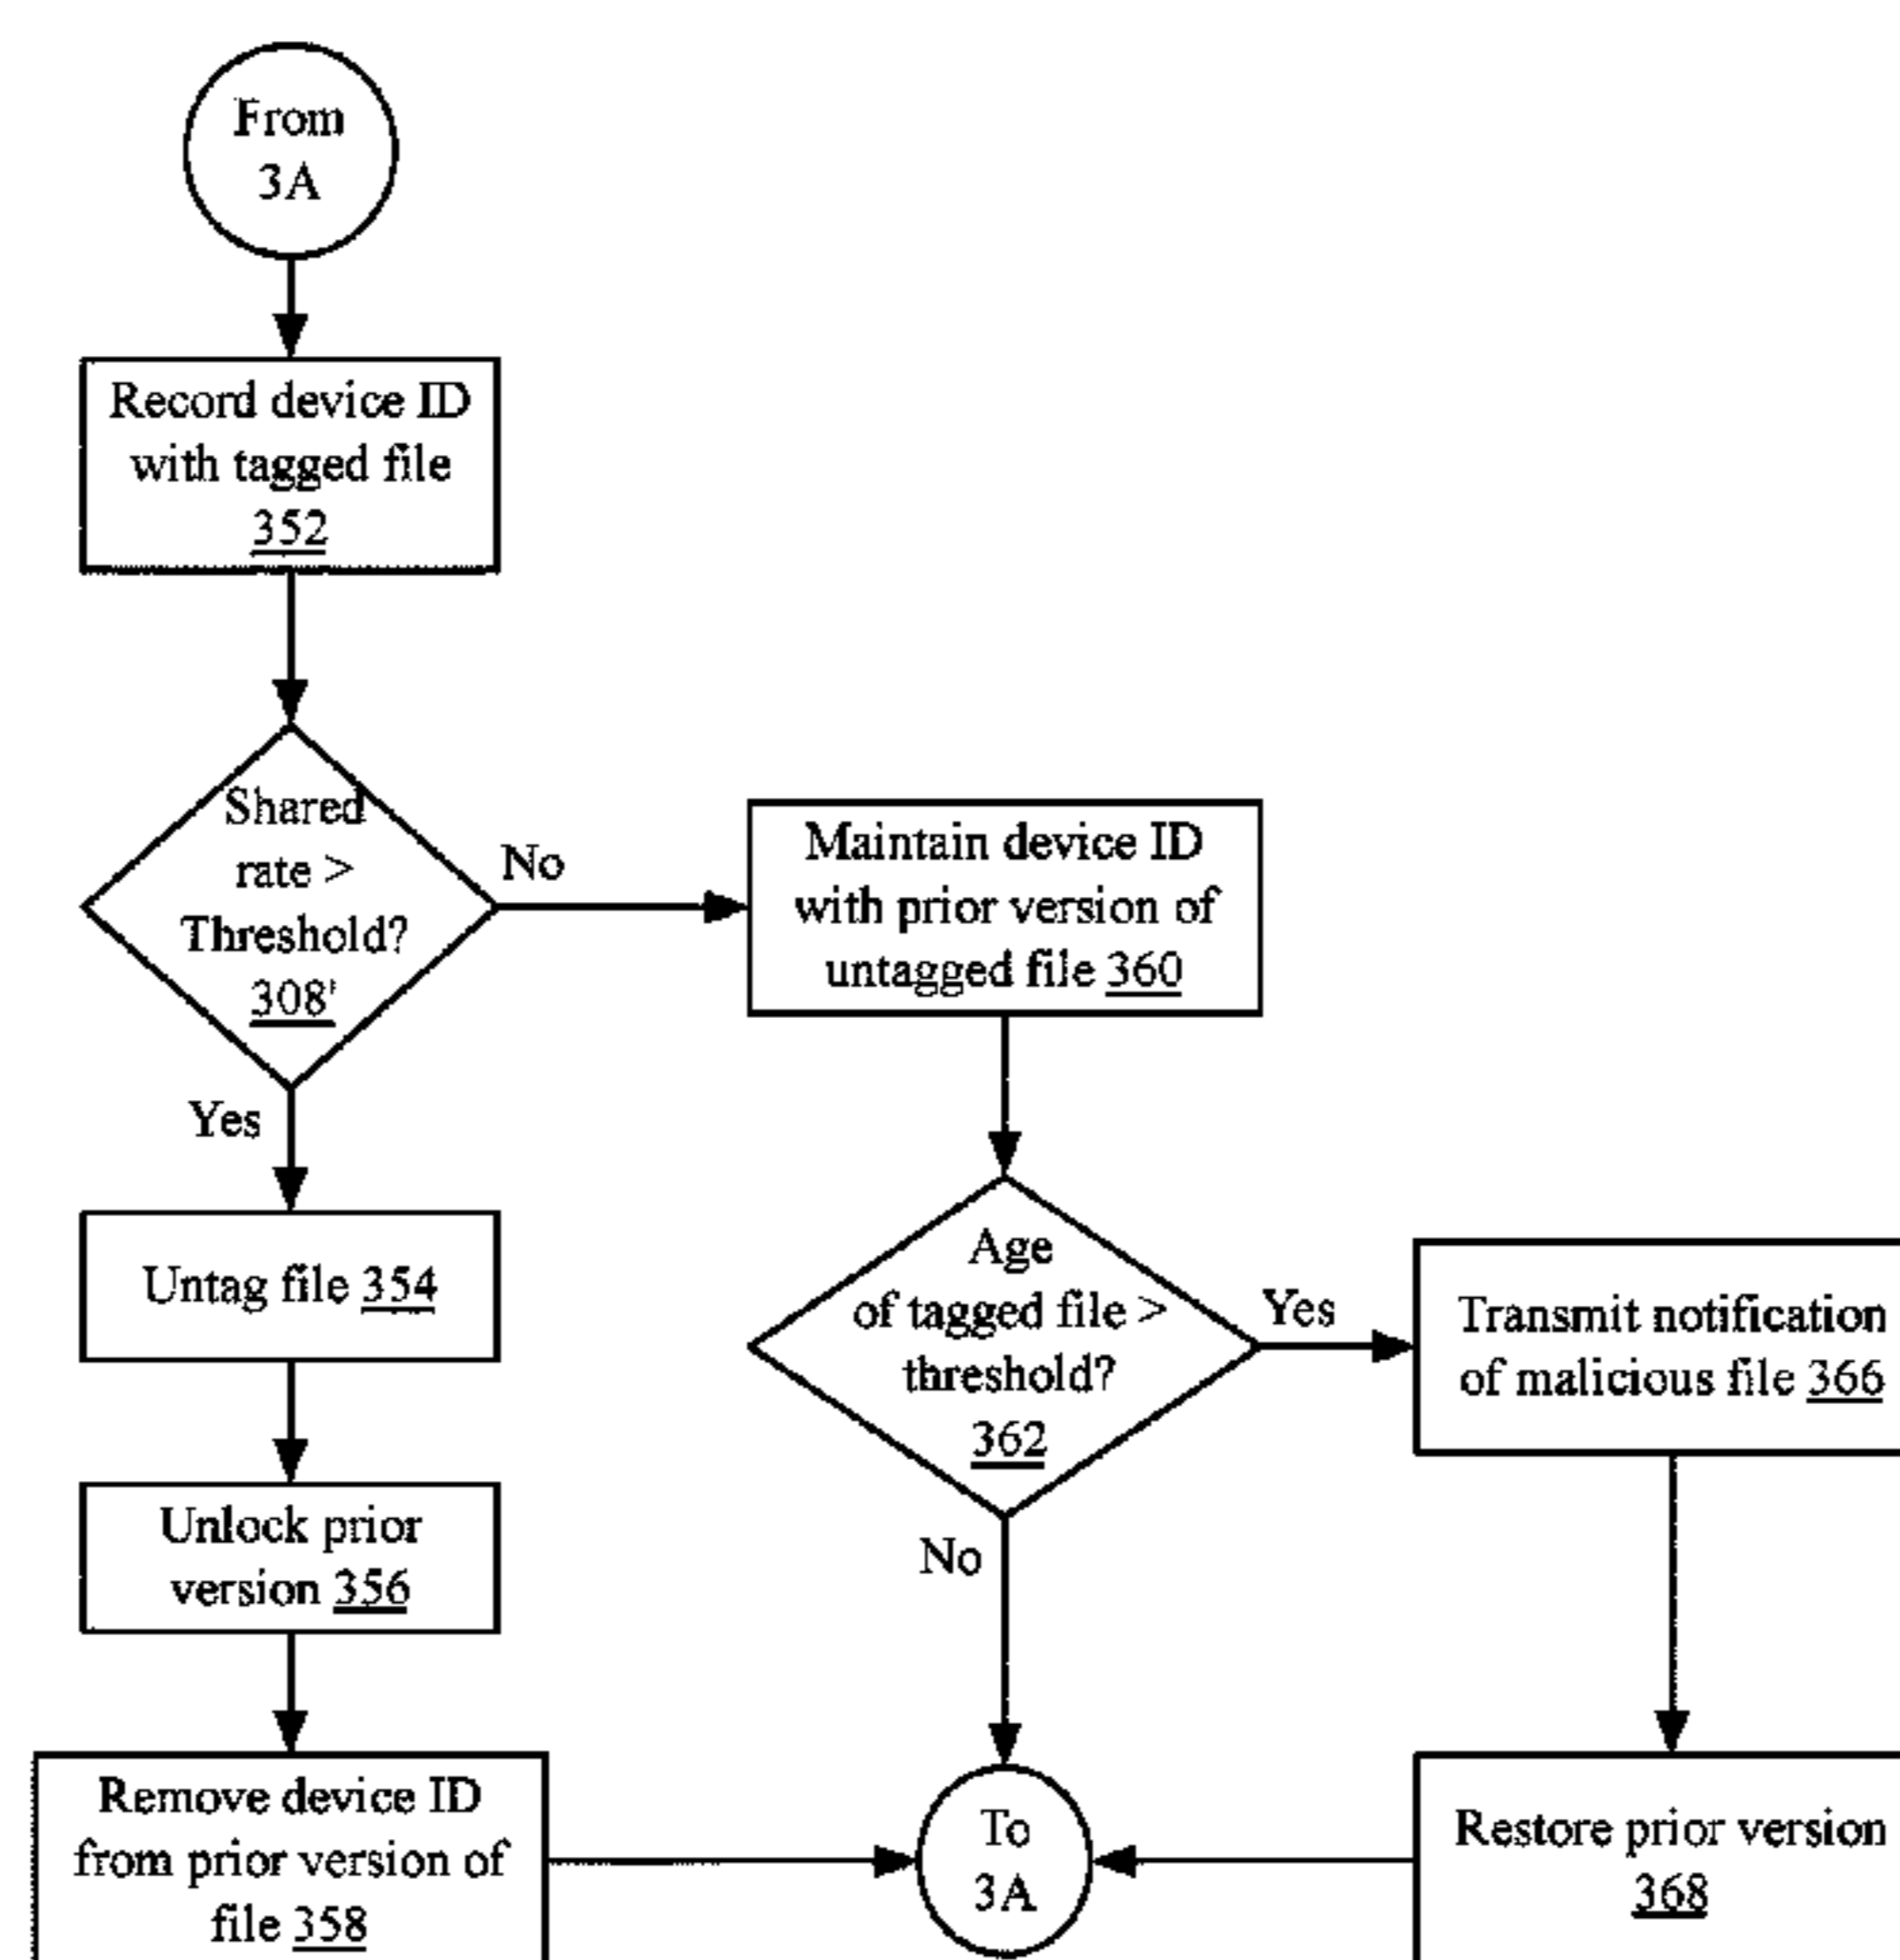 From
3A
Record device ID
with tagged file
352
Shared
rate >
Threshold?
308'
No
Yes
Maintain device ID
with prior version of
untagged file 360
Age
of tagged file >
threshold?
362
Yes
No
Transmit notification
of malicious file 366
Untag file 354
Unlock prior
version 356
Remove device ID
from prior version of
file 358
To
3A
Restore prior version
368